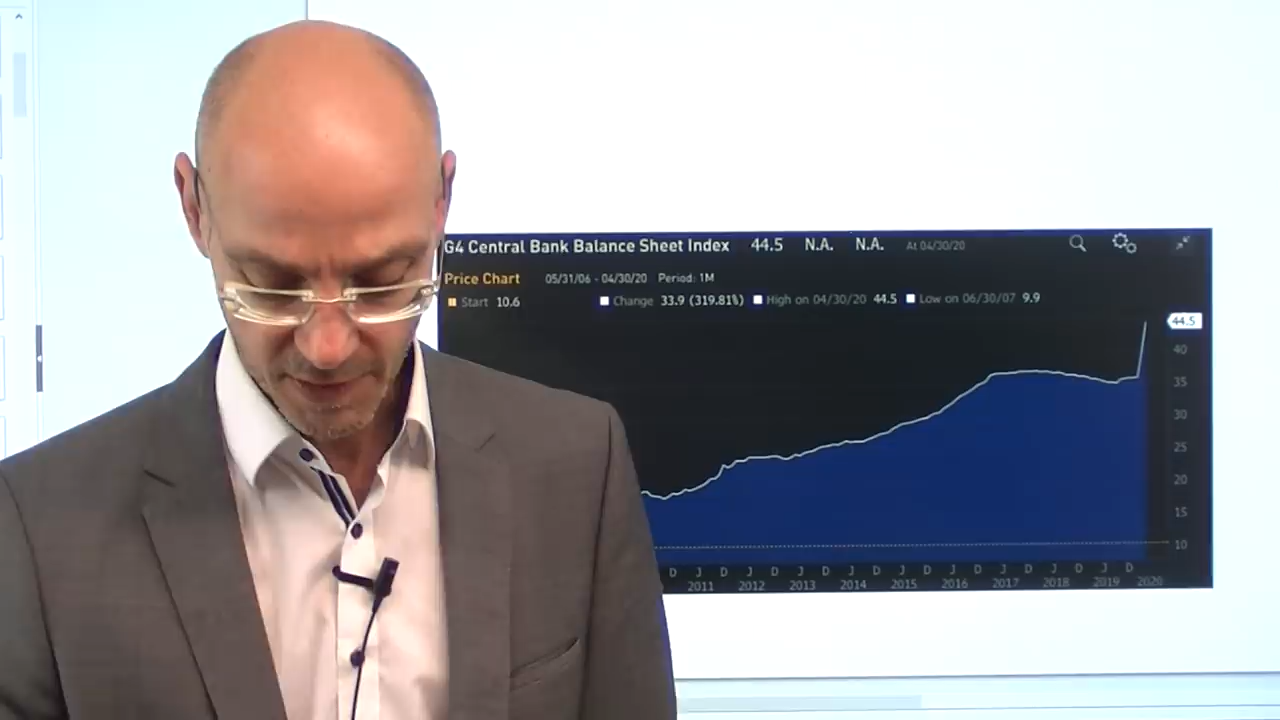 G4 Central Bank Balance Sheet Index 44.5 N.A. N.A. At 04/30/20
Price Chart 05/31/06 - 04/30/20 Period: 1M
Start 10.6 Change 33.9 (319.81%) High on 04/30/20 44.5 Low on 06/30/07 9.9
44.5
40
35
30
25
20
15
10
D J D J D J D J D J D J D J D J D J D
2011 2012 2013 2014 2015 2016 2017 2018 2019 2020